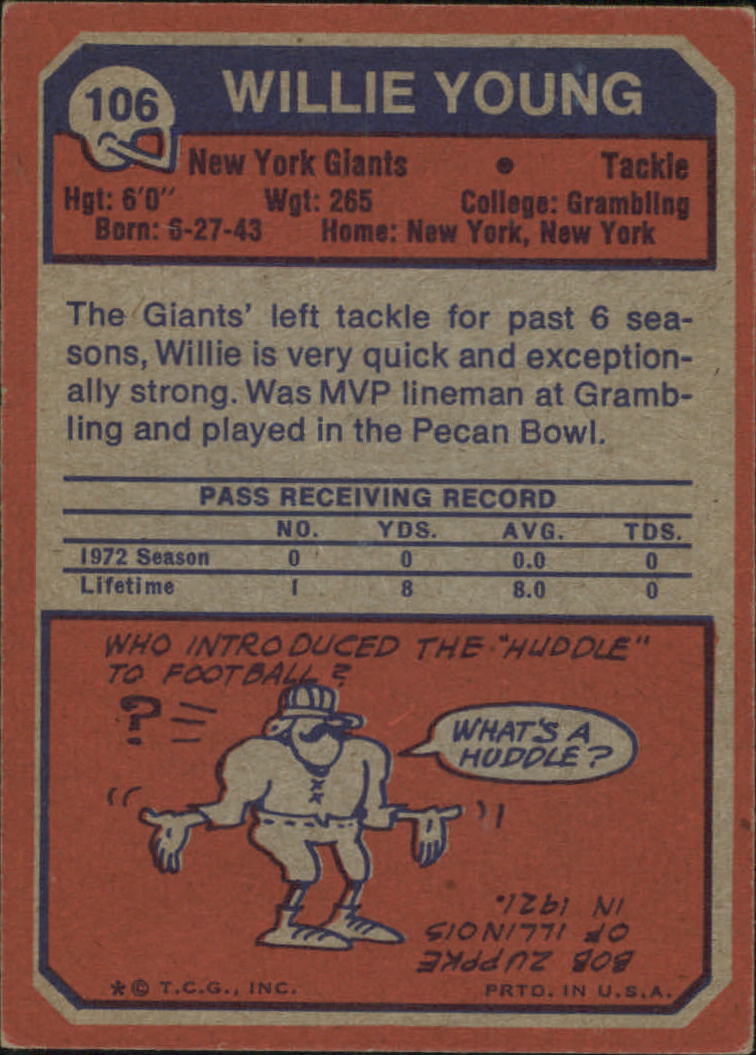 106 WILLIE YOUNG
New York Giants • Tackle
Hgt: 6'0" Wgt: 265 College: Grambling
Born: 6-27-43 Home: New York, New York
The Giants' left tackle for past 6 sea-
sons, Willie is very quick and exception-
ally strong. Was MVP lineman at Gramb-
ling and played in the Pecan Bowl.
PASS RECEIVING RECORD
NO. YDS. AVG. TDS.
1972 Season 0 0 0.0 0
Lifetime 1 8 8.0 0
WHO INTRODUCED THE "HUDDLE"
TO FOOTBALL?
?
WHAT'S A
HUDDLE?
BOB ZUPPKE
OF ILLINOIS
IN 1921.
* © T.C.G., INC. PRTD. IN U.S.A.